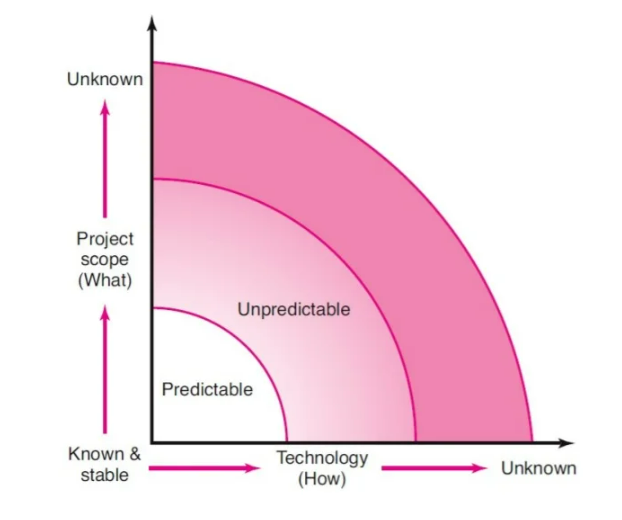 Unknown
Project
scope
(What)
Unpredictable
Predictable
Known &
stable
Technology
(How)
Unknown